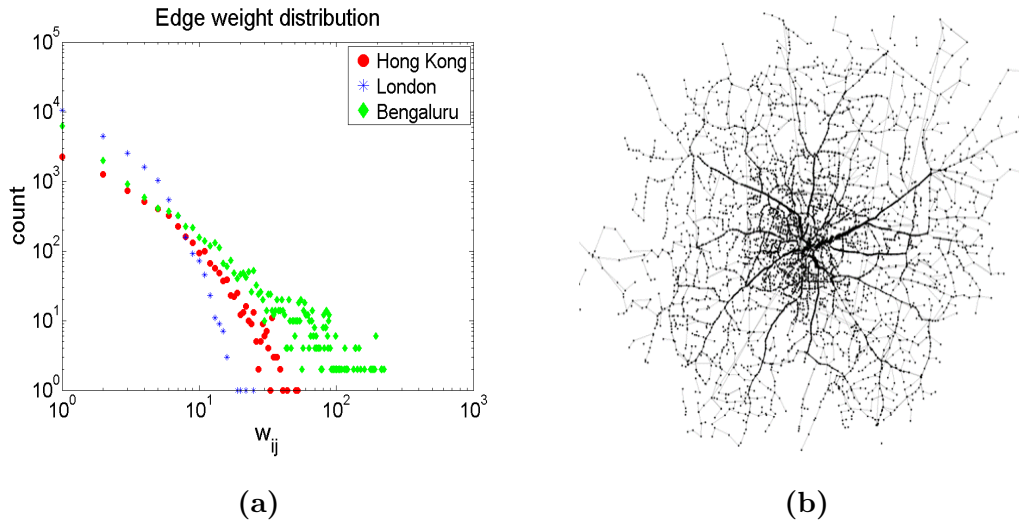 Edge weight distribution
10^5
10^4
10^3
10^2
10^1
10^0
count
Hong Kong
London
Bengaluru
10^0 10^1 10^2 10^3
w_ij
(a) (b)